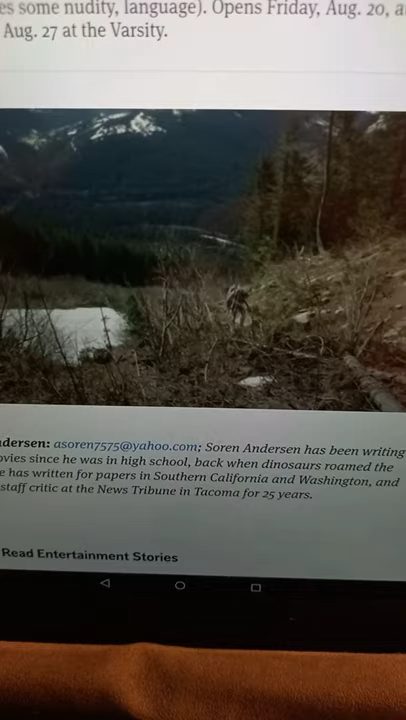 es some nudity, language). Opens Friday, Aug. 20, a
Aug. 27 at the Varsity.
ndersen: asoren7575@yahoo.com; Soren Andersen has been writing
ovies since he was in high school, back when dinosaurs roamed the
e has written for papers in Southern California and Washington, and
staff critic at the News Tribune in Tacoma for 25 years.
Read Entertainment Stories